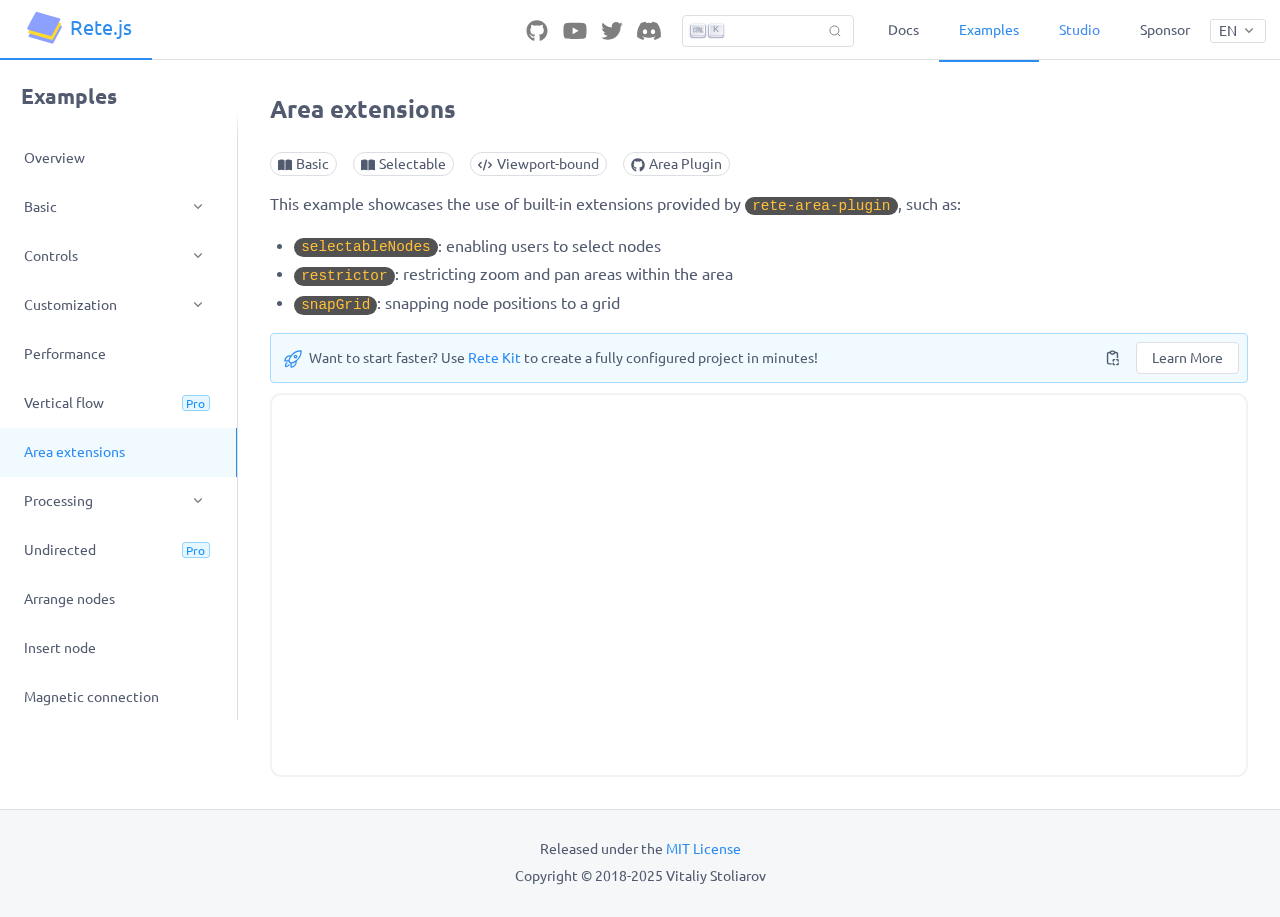 Rete.js
K
Docs
Examples
Studio
Sponsor
EN
Examples
Overview
Basic
Controls
Customization
Performance
Vertical flow
Pro
Area extensions
Processing
Undirected
Pro
Arrange nodes
Insert node
Magnetic connection
Area extensions
Basic
Selectable
Viewport-bound
Area Plugin
This example showcases the use of built-in extensions provided by rete-area-plugin, such as:
selectableNodes: enabling users to select nodes
restrictor: restricting zoom and pan areas within the area
snapGrid: snapping node positions to a grid
Want to start faster? Use Rete Kit to create a fully configured project in minutes!
Learn More
Released under the MIT License
Copyright © 2018-2025 Vitaliy Stoliarov